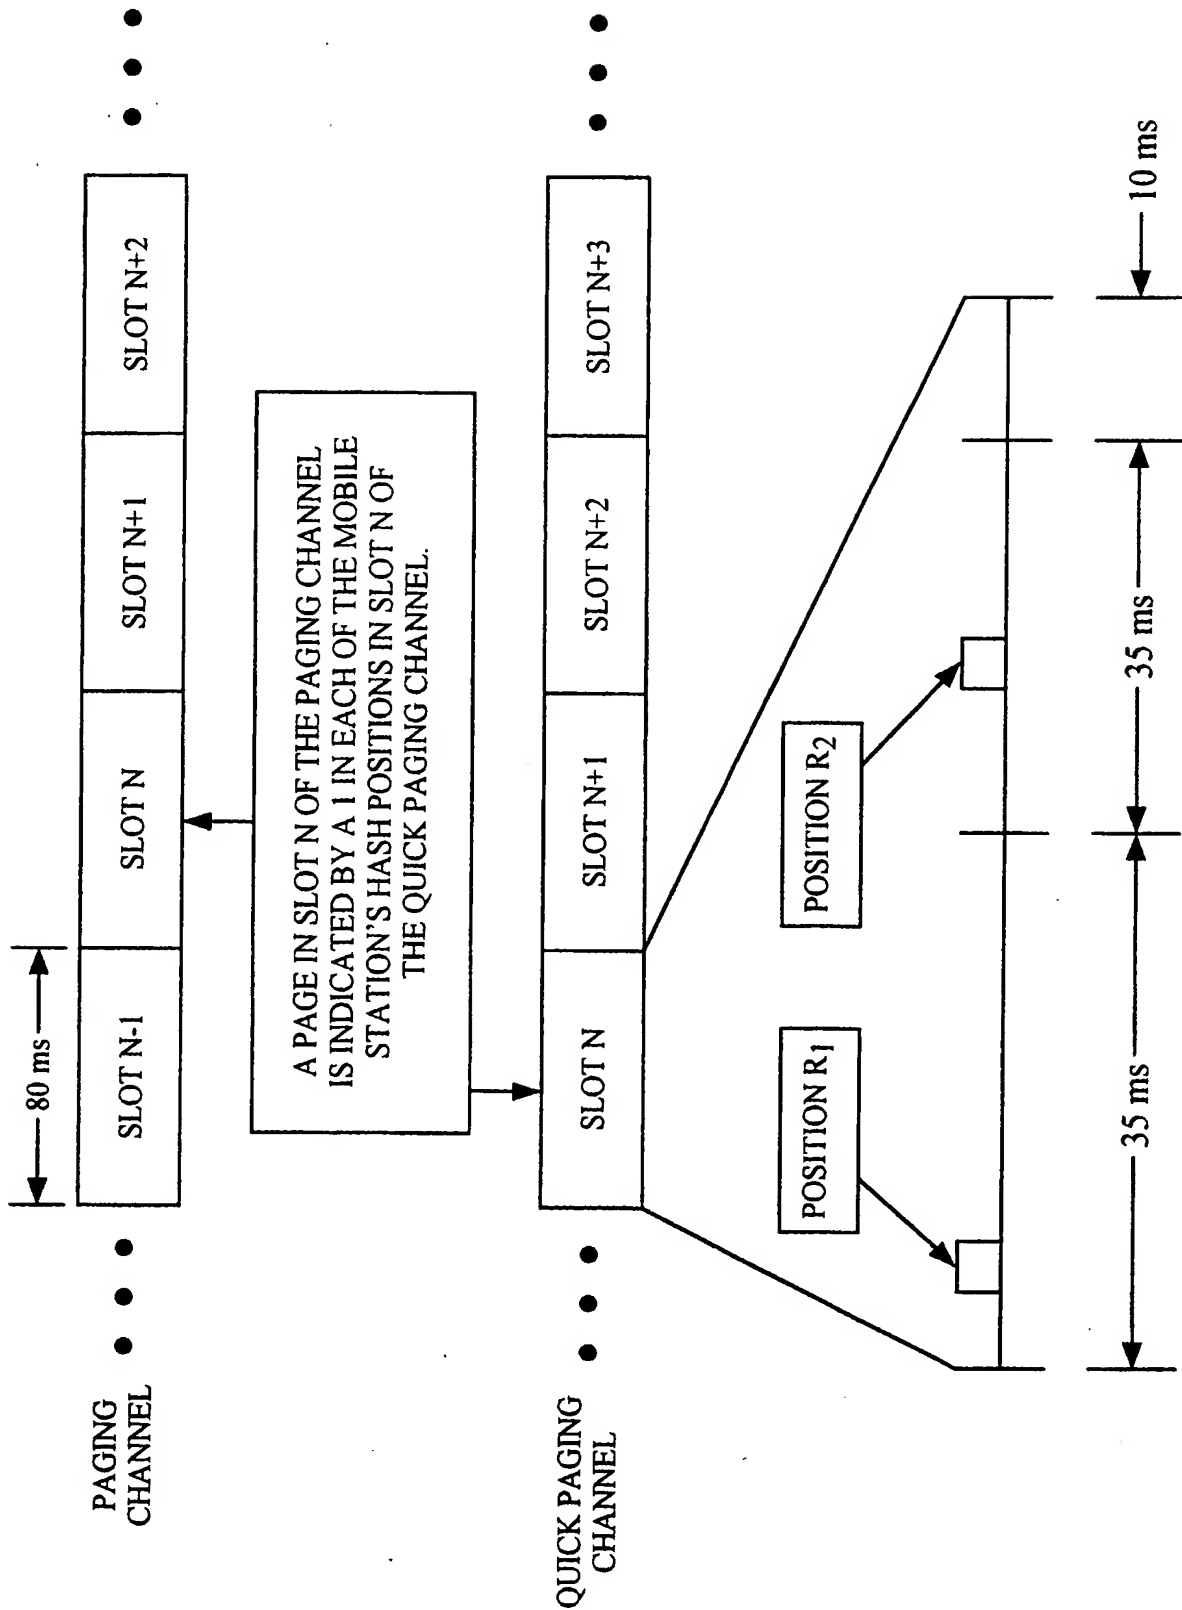 80 ms
PAGING
CHANNEL
SLOT N-1
SLOT N
SLOT N+1
SLOT N+2
A PAGE IN SLOT N OF THE PAGING CHANNEL
IS INDICATED BY A 1 IN EACH OF THE MOBILE
STATION'S HASH POSITIONS IN SLOT N OF
THE QUICK PAGING CHANNEL.
QUICK PAGING
CHANNEL
SLOT N
SLOT N+1
SLOT N+2
SLOT N+3
POSITION R1
POSITION R2
35 ms
35 ms
10 ms